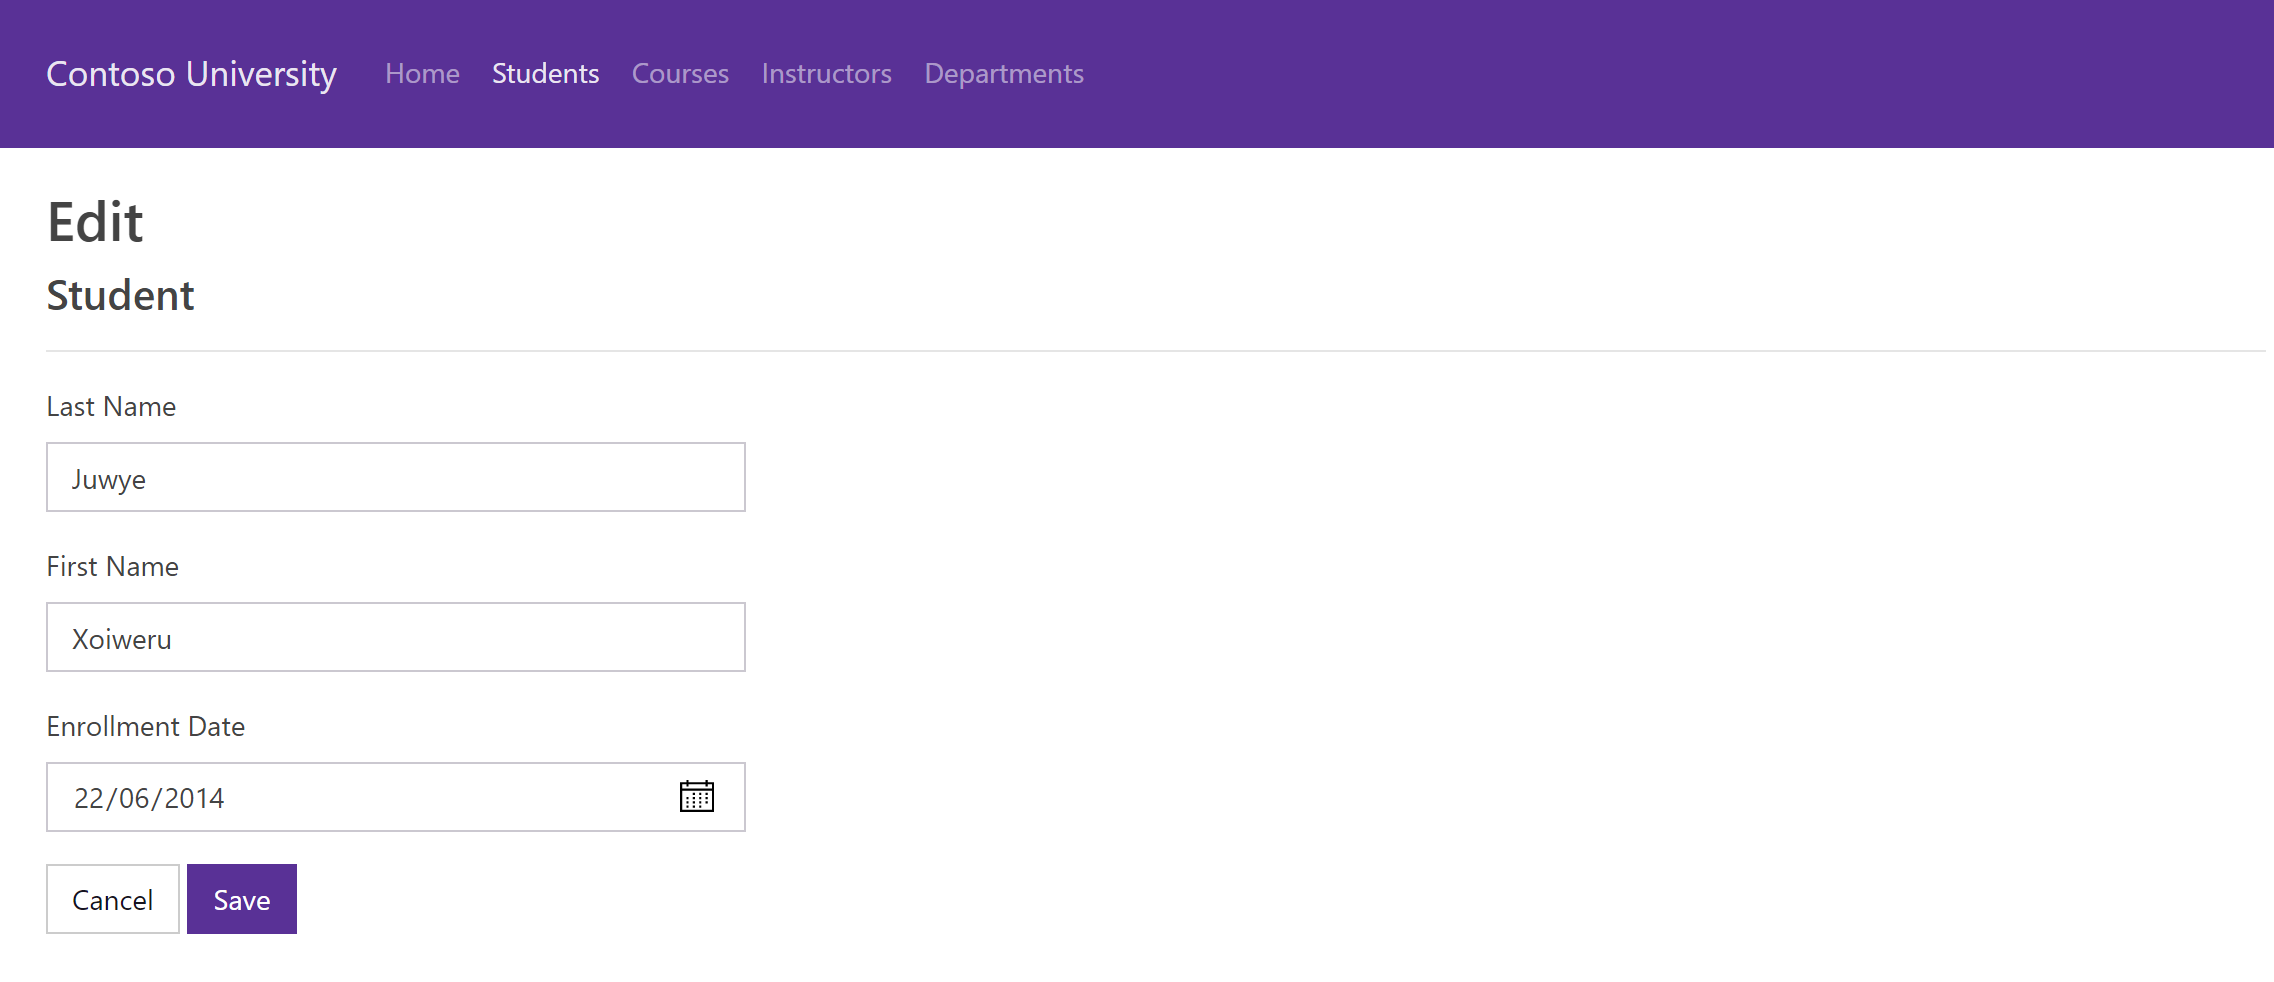 Contoso University Home Students Courses Instructors Departments
Edit
Student
Last Name
Juwye
First Name
Xoiweru
Enrollment Date
22/06/2014
Cancel Save